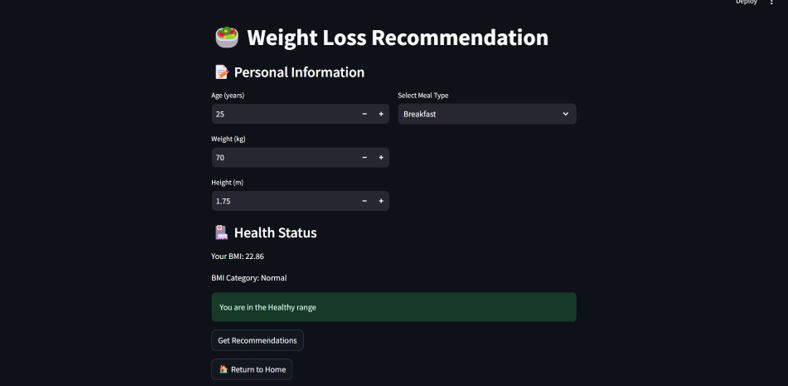 Deploy
Weight Loss Recommendation
Personal Information
Age (years)
25
Select Meal Type
Breakfast
Weight (kg)
70
Height (m)
1.75
Health Status
Your BMI: 22.86
BMI Category: Normal
You are in the Healthy range
Get Recommendations
Return to Home